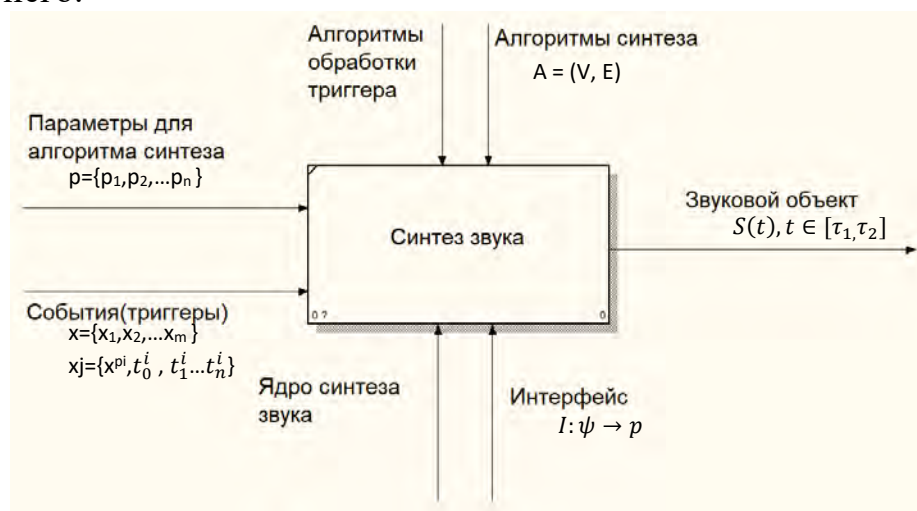 него.
Алгоритмы
обработки
триггера
Алгоритмы синтеза
A = (V, E)
Параметры для
алгоритма синтеза
p={p₁,p₂,...pₙ}
Синтез звука
0 ?
0
Звуковой объект
S(t), t ∈ [τ₁,τ₂]
События(триггеры)
x={x₁,x₂,...xₘ}
xj={xᵖⁱ,t₀ⁱ , t₁ⁱ...tₙⁱ}
Ядро синтеза
звука
Интерфейс
I: ψ → p